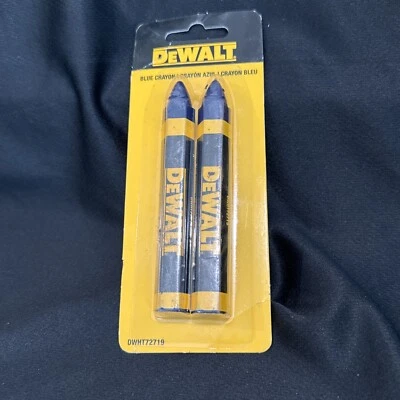 DEWALT
BLUE CRAYON / CRAYÓN AZUL / CRAYON BLEU
DEWALT
DEWALT
DWHT72719